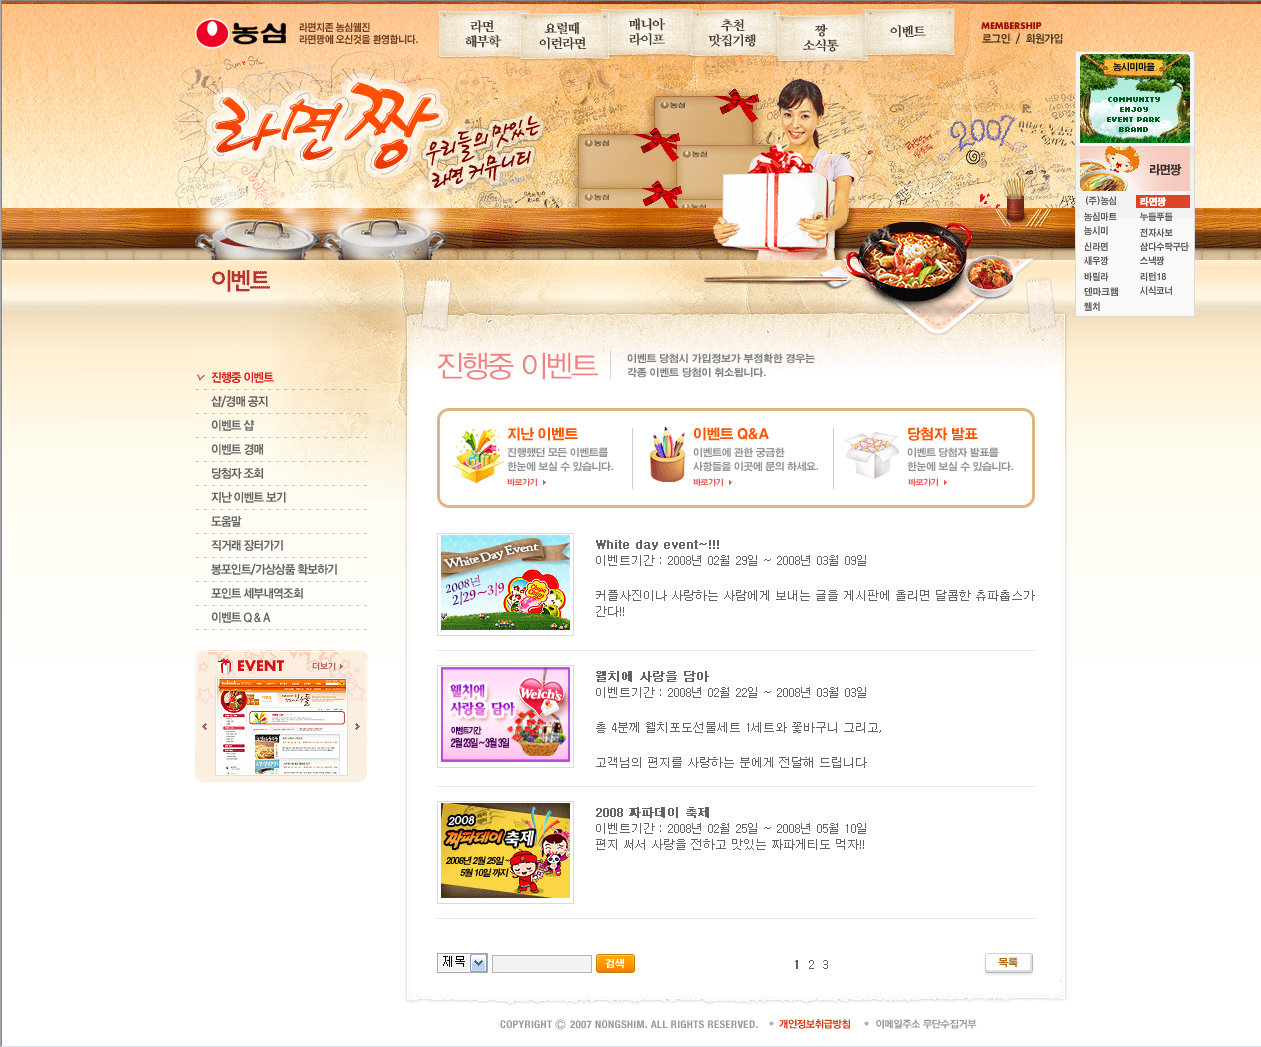 농심
라면지존 농심웹진
라면짱에 오신것을 환영합니다.
라면
해부학
요럴때
이런라면
매니아
라이프
추천
맛집기행
짱
소식통
이벤트
MEMBERSHIP
로그인 / 회원가입
농시미마을
COMMUNITY
ENJOY
EVENT PARK
BRAND
라면짱
(주)농심
라면짱
농심마트
누들푸들
농시미
전자사보
신라면
삼다수탁구단
새우깡
스낵짱
바릴라
리턴18
덴마크햄
시식코너
웰치
라면짱
우리들의 맛있는
라면 커뮤니티
농심
농심
농심
농심
농심
2007
이벤트
진행중 이벤트
샵/경매 공지
이벤트 샵
이벤트 경매
당첨자 조회
지난 이벤트 보기
도움말
직거래 장터가기
봉포인트/가상상품 확보하기
포인트 세부내역조회
이벤트 Q & A
EVENT
더보기
진행중 이벤트
이벤트 당첨시 가입정보가 부정확한 경우는
각종 이벤트 당첨이 취소됩니다.
지난 이벤트
진행했던 모든 이벤트를
한눈에 보실 수 있습니다.
바로가기
이벤트 Q&A
이벤트에 관한 궁금한
사항들을 이곳에 문의 하세요.
바로가기
당첨자 발표
이벤트 당첨자 발표를
한눈에 보실 수 있습니다.
바로가기
White Day Event
2008년
2/29~3/9
White day event~!!!
이벤트기간 : 2008년 02월 29일 ~ 2008년 03월 09일
커플사진이나 사랑하는 사람에게 보내는 글을 게시판에 올리면 달콤한 츄파춥스가
간다!!
웰치에
사랑을 담아
Welch's
이벤트기간
2월 23일~3월 3일
웰치에 사랑을 담아
이벤트기간 : 2008년 02월 22일 ~ 2008년 03월 03일
총 4분께 웰치포도선물세트 1세트와 꽃바구니 그리고,
고객님의 편지를 사랑하는 분에게 전달해 드립니다
2008
짜파데이 축제
2008년 2월 25일 ~
5월 10일 까지
2008 짜파데이 축제
이벤트기간 : 2008년 02월 25일 ~ 2008년 05월 10일
편지 써서 사랑을 전하고 맛있는 짜파게티도 먹자!!
제목
검색
1 2 3
목록
COPYRIGHT © 2007 NONGSHIM. ALL RIGHTS RESERVED.
개인정보취급방침
이메일주소 무단수집거부